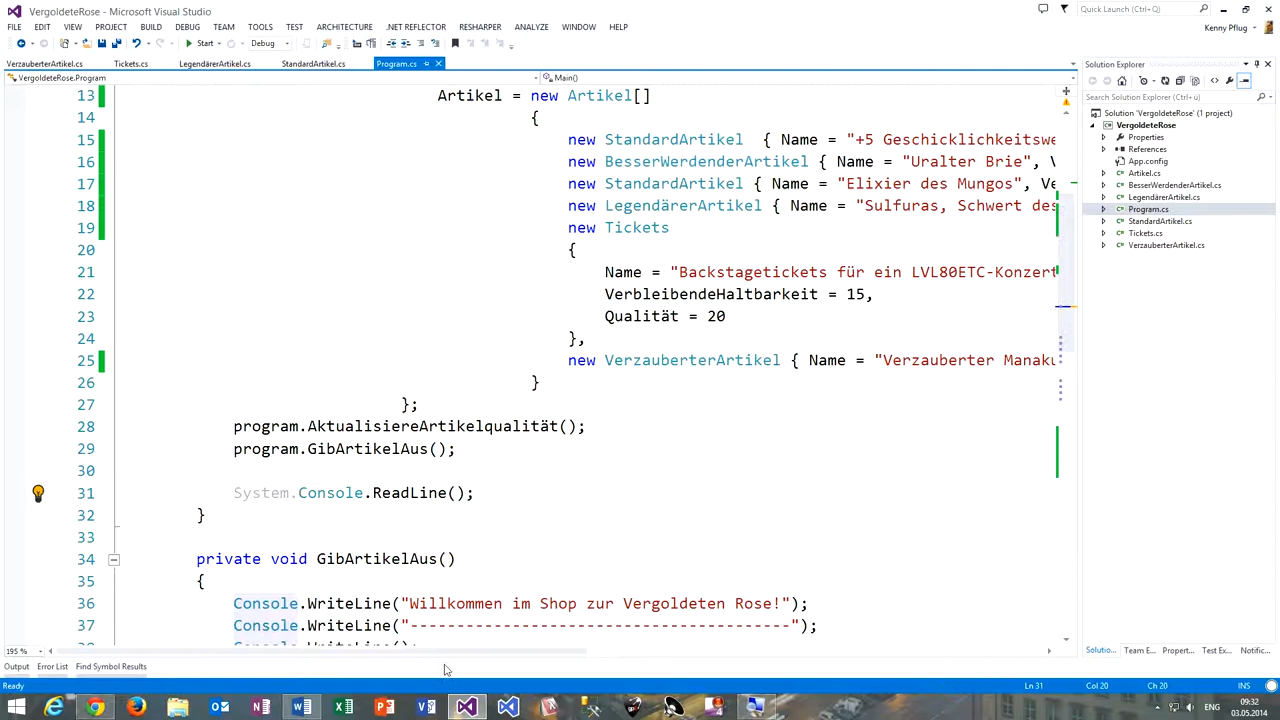 VergoldeteRose - Microsoft Visual Studio
Quick Launch (Ctrl+Q)
FILE EDIT VIEW PROJECT BUILD DEBUG TEAM TOOLS TEST ARCHITECTURE .NET REFLECTOR RESHARPER ANALYZE WINDOW HELP
Kenny Pflug
Start Debug
VerzauberterArtikel.cs Tickets.cs LegendärerArtikel.cs StandardArtikel.cs Program.cs
Solution Explorer
VergoldeteRose.Program Main()
Search Solution Explorer (Ctrl+ü)
Solution 'VergoldeteRose' (1 project)
VergoldeteRose
Properties
References
App.config
Artikel.cs
BesserWerdenderArtikel.cs
LegendärerArtikel.cs
Program.cs
StandardArtikel.cs
Tickets.cs
VerzauberterArtikel.cs
13 Artikel = new Artikel[]
14 {
15 new StandardArtikel { Name = "+5 Geschicklichkeitswe
16 new BesserWerdenderArtikel { Name = "Uralter Brie", V
17 new StandardArtikel { Name = "Elixier des Mungos", Ve
18 new LegendärerArtikel { Name = "Sulfuras, Schwert des
19 new Tickets
20 {
21 Name = "Backstagetickets für ein LVL80ETC-Konzert
22 VerbleibendeHaltbarkeit = 15,
23 Qualität = 20
24 },
25 new VerzauberterArtikel { Name = "Verzauberter Manaku
26 }
27 };
28 program.AktualisiereArtikelqualität();
29 program.GibArtikelAus();
30
31 System.Console.ReadLine();
32 }
33
34 private void GibArtikelAus()
35 {
36 Console.WriteLine("Willkommen im Shop zur Vergoldeten Rose!");
37 Console.WriteLine("-----------------------------------------");
195 %
Soluti... Team E... Propert... Test Ex... Notific...
Output Error List Find Symbol Results
Ready Ln 31 Col 20 Ch 20 INS
ENG 09:32
03.05.2014